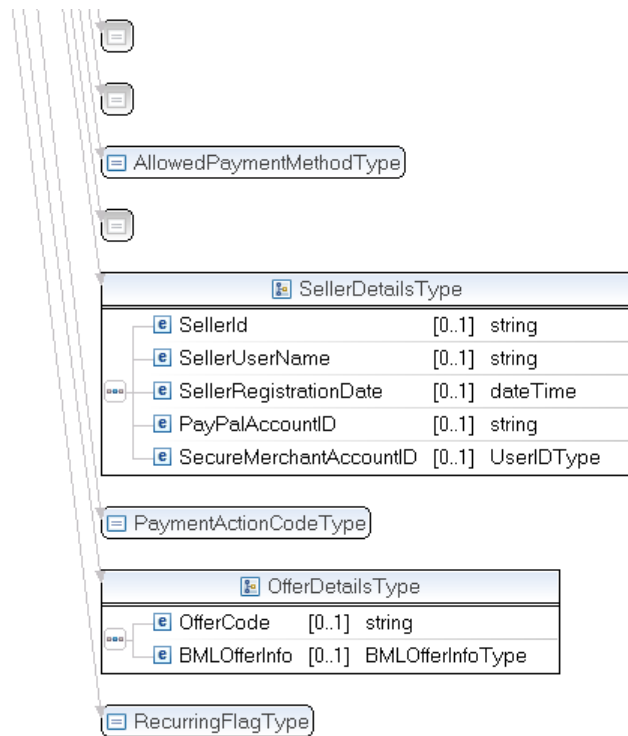 AllowedPaymentMethodType
SellerDetailsType
e SellerId [0..1] string
e SellerUserName [0..1] string
e SellerRegistrationDate [0..1] dateTime
e PayPalAccountID [0..1] string
e SecureMerchantAccountID [0..1] UserIDType
PaymentActionCodeType
OfferDetailsType
e OfferCode [0..1] string
e BMLOfferInfo [0..1] BMLOfferInfoType
RecurringFlagType